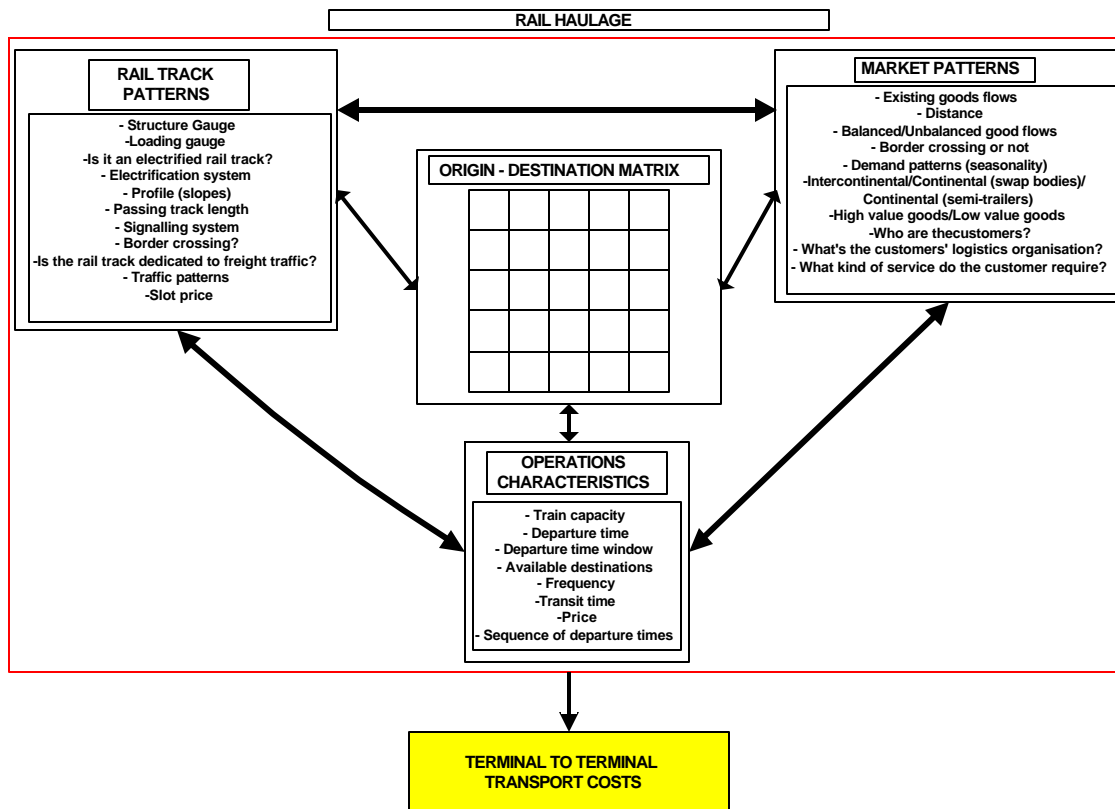 RAIL HAULAGE
RAIL TRACK
PATTERNS
- Structure Gauge
-Loading gauge
-Is it an electrified rail track?
- Electrification system
- Profile (slopes)
- Passing track length
- Signalling system
- Border crossing?
-Is the rail track dedicated to freight traffic?
- Traffic patterns
-Slot price
MARKET PATTERNS
- Existing goods flows
- Distance
- Balanced/Unbalanced good flows
- Border crossing or not
- Demand patterns (seasonality)
-Intercontinental/Continental (swap bodies)/
Continental (semi-trailers)
-High value goods/Low value goods
-Who are thecustomers?
- What's the customers' logistics organisation?
- What kind of service do the customer require?
ORIGIN - DESTINATION MATRIX
OPERATIONS
CHARACTERISTICS
- Train capacity
- Departure time
- Departure time window
- Available destinations
- Frequency
-Transit time
-Price
- Sequence of departure times
TERMINAL TO TERMINAL
TRANSPORT COSTS